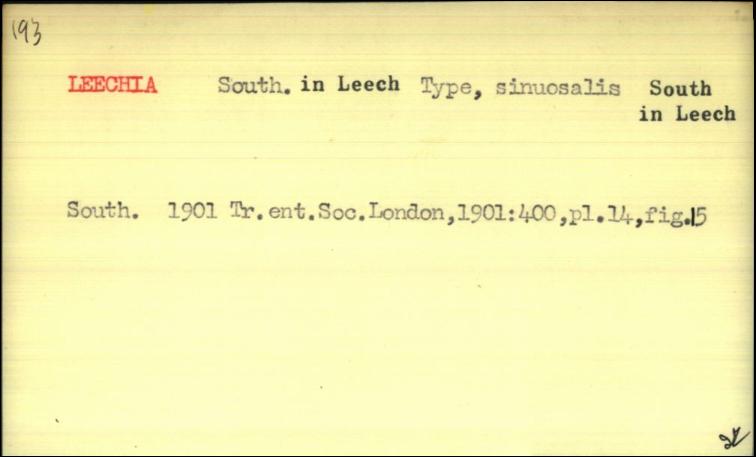 193
LEECHIA South. in Leech Type, sinuosalis South
in Leech
South. 1901 Tr.ent.Soc.London,1901:400,pl.14,fig.15